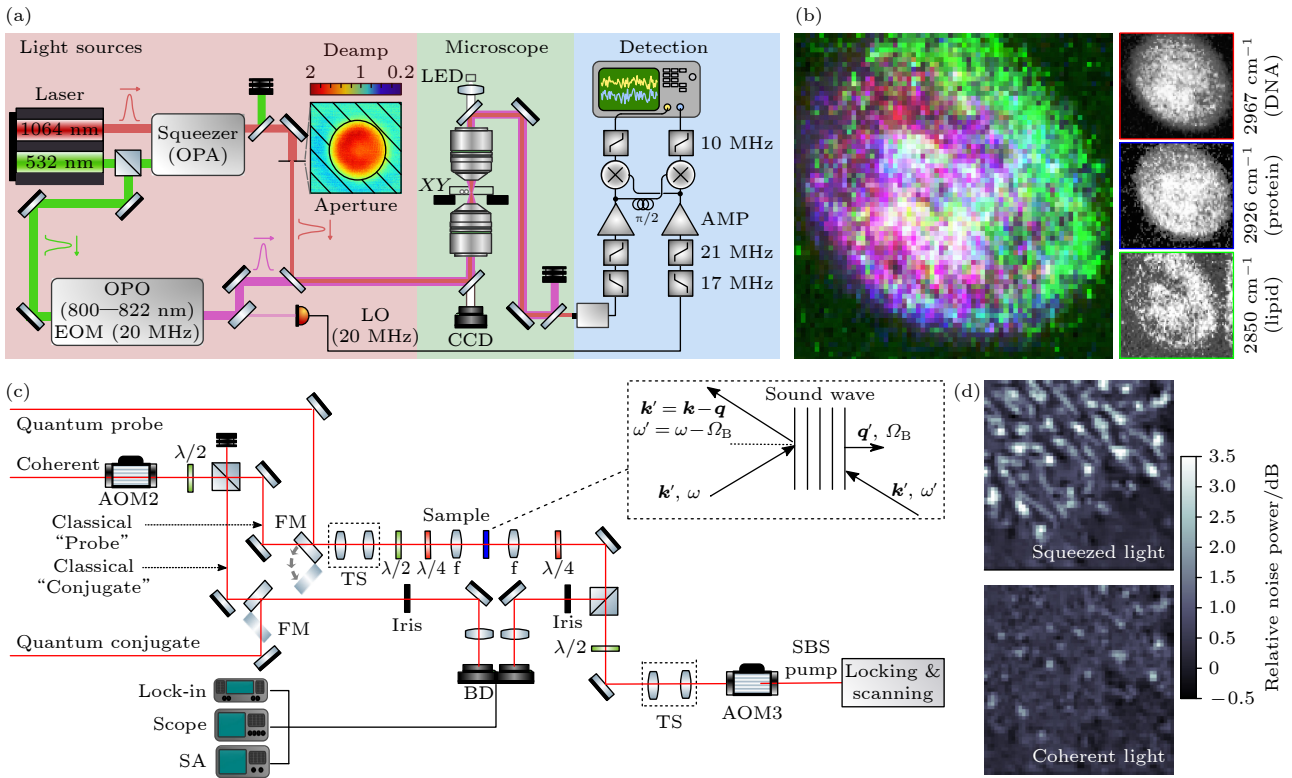 (a)
Light sources
Deamp
2 1 0.2
Laser
1064 nm
532 nm
Squeezer
(OPA)
Aperture
OPO
(800—822 nm)
EOM (20 MHz)
LO
(20 MHz)
Microscope
LED
XY
CCD
Detection
10 MHz
π/2
AMP
21 MHz
17 MHz
(b)
2967 cm⁻¹
(DNA)
2926 cm⁻¹
(protein)
2850 cm⁻¹
(lipid)
(c)
Quantum probe
Coherent
AOM2
λ/2
Classical
“Probe”
Classical
“Conjugate”
FM
TS
λ/2
λ/4
f
Sample
f
λ/4
FM
Iris
Iris
Quantum conjugate
BD
λ/2
TS
AOM3
SBS
pump
Locking &
scanning
Lock-in
Scope
SA
Sound wave
k′ = k−q
ω′ = ω−Ω_B
q′, Ω_B
k′, ω
k′, ω′
(d)
Squeezed light
Coherent light
3.5
3.0
2.5
2.0
1.5
1.0
0.5
0
−0.5
Relative noise power/dB